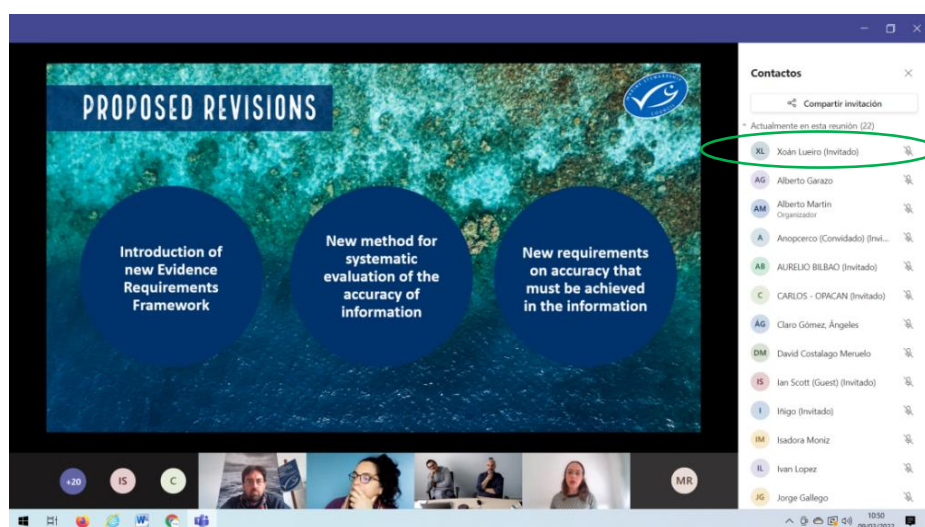 PROPOSED REVISIONS
Introduction of
new Evidence
Requirements
Framework
New method for
systematic
evaluation of the
accuracy of
information
New requirements
on accuracy that
must be achieved
in the information
+20
IS
C
MR
Contactos
Compartir invitación
Actualmente en esta reunión (22)
XL Xoán Lueiro (Invitado)
AG Alberto Garazo
AM Alberto Martin
Organizador
A Anopcerco (Convidado) (Invi...
AB AURELIO BILBAO (Invitado)
C CARLOS - OPACAN (Invitado)
ÁG Claro Gómez, Ángeles
DM David Costalago Meruelo
IS Ian Scott (Guest) (Invitado)
I Iñigo (Invitado)
IM Isadora Moniz
IL Ivan Lopez
JG Jorge Gallego
10:50